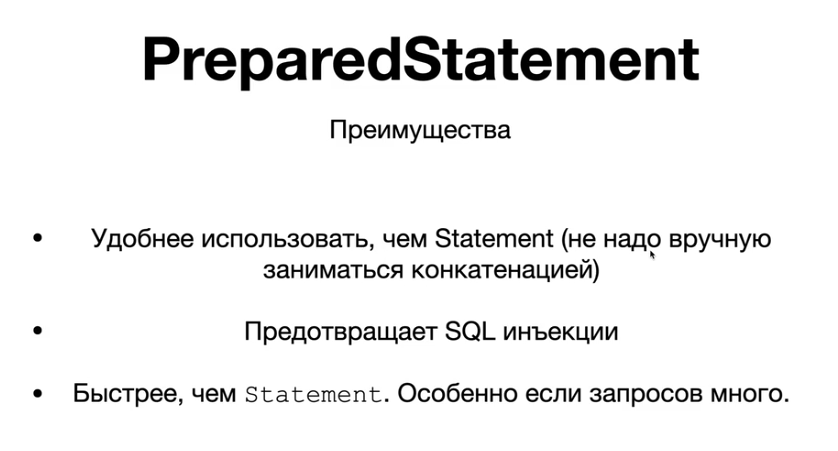 PreparedStatement
Преимущества
• Удобнее использовать, чем Statement (не надо вручную
заниматься конкатенацией)
• Предотвращает SQL инъекции
• Быстрее, чем Statement. Особенно если запросов много.